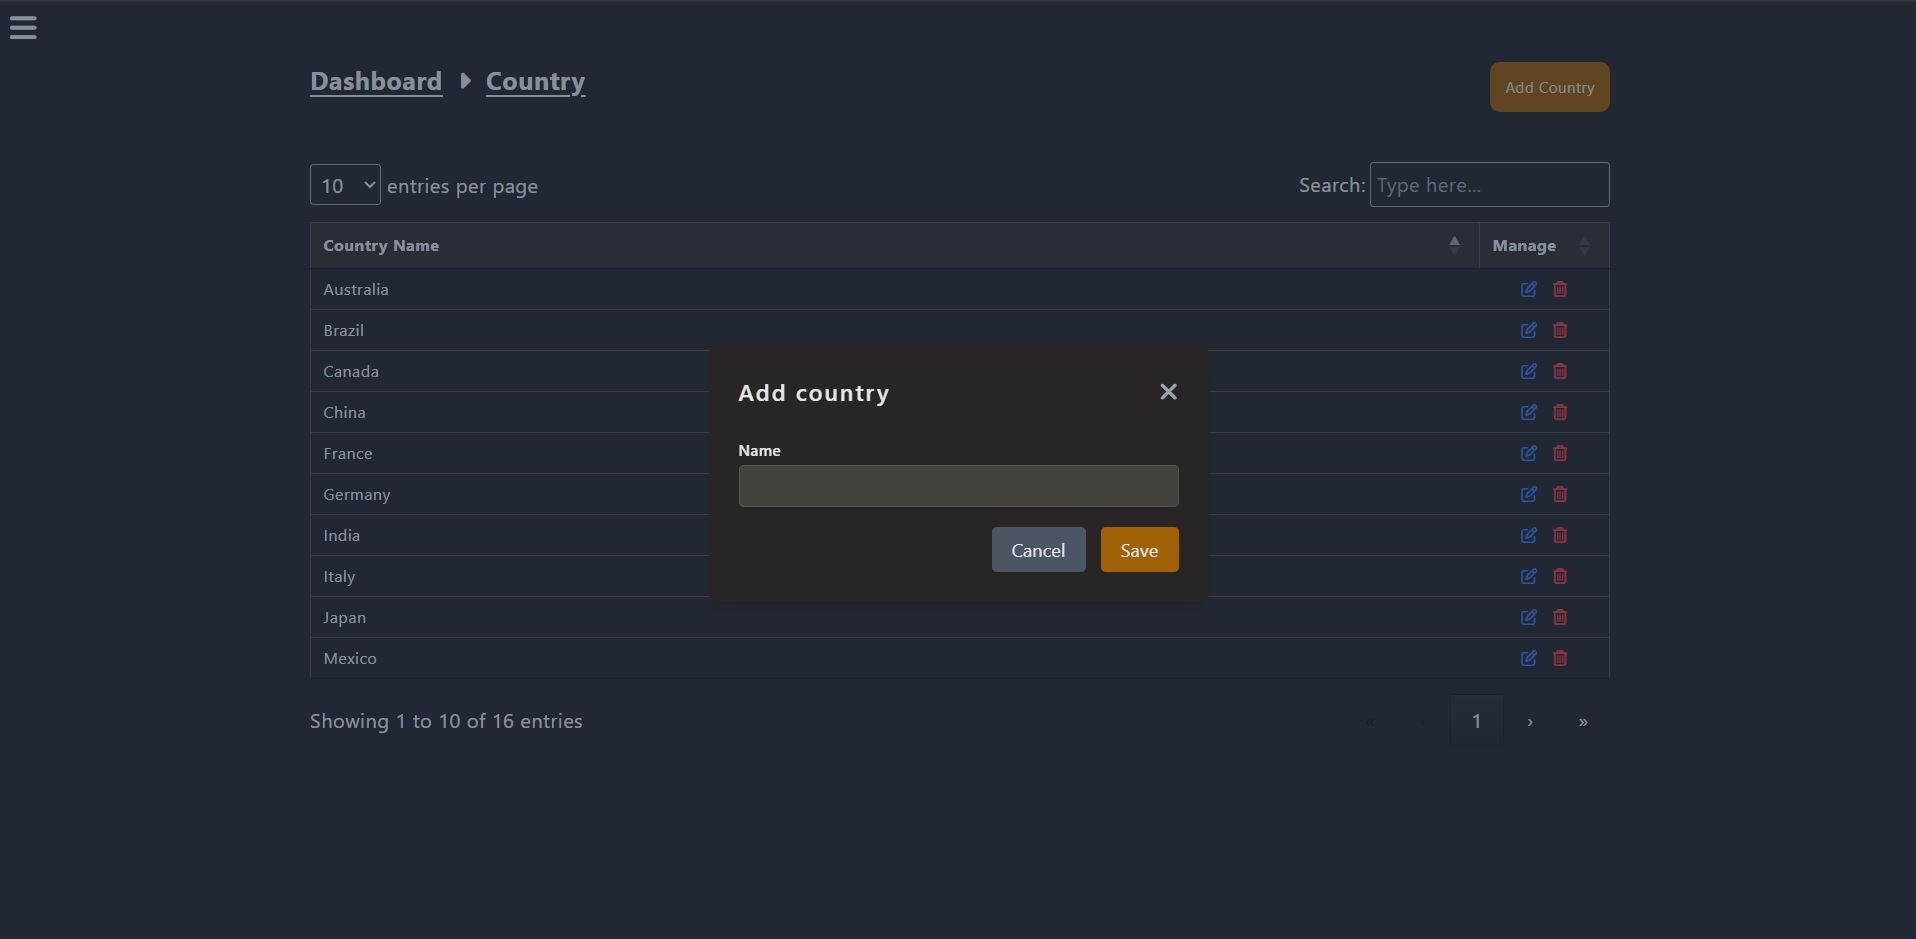 Dashboard Country
Add Country
10 entries per page
Search: Type here...
Country Name Manage
Australia
Brazil
Canada
China
France
Germany
India
Italy
Japan
Mexico
Add country
Name
Cancel Save
Showing 1 to 10 of 16 entries
« ‹ 1 › »